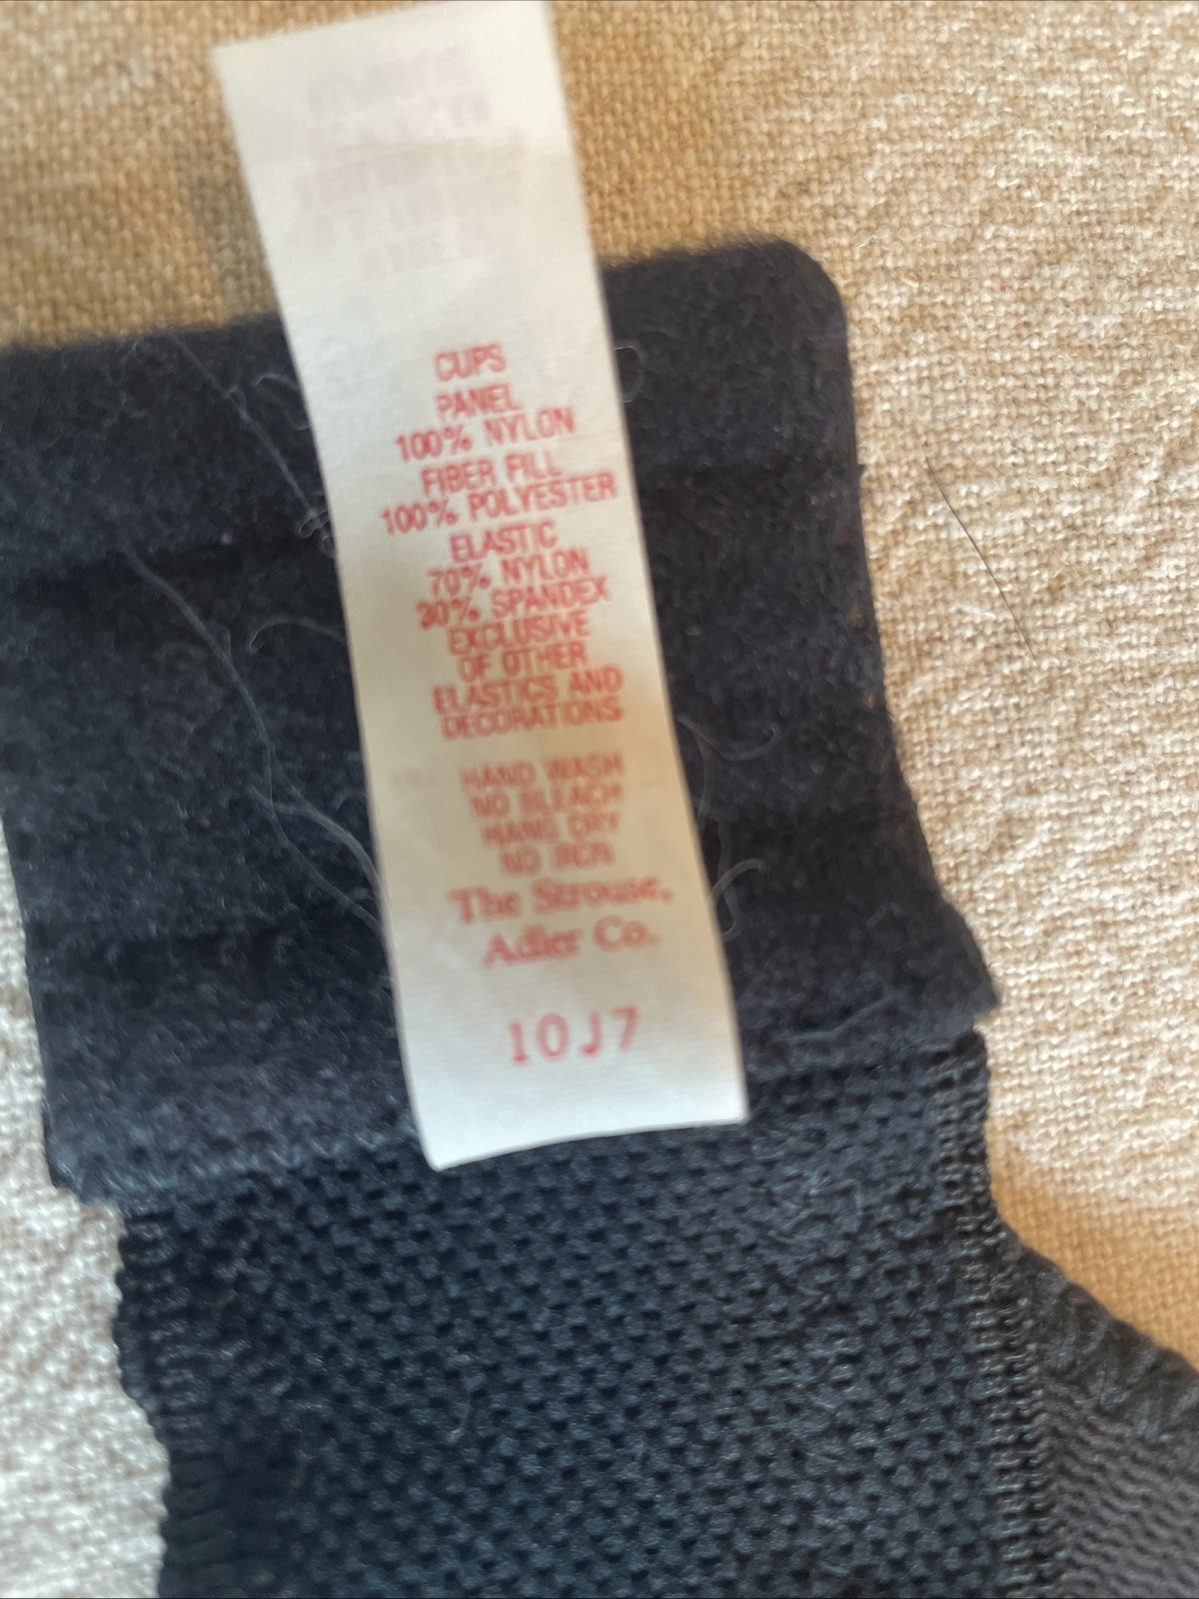 CUPS
PANEL
100% NYLON
FIBER FILL
100% POLYESTER
ELASTIC
70% NYLON
30% SPANDEX
EXCLUSIVE
OF OTHER
ELASTICS AND
DECORATIONS
HAND WASH
NO BLEACH
HANG DRY
NO IRON
The Strouse,
Adler Co.
10J7